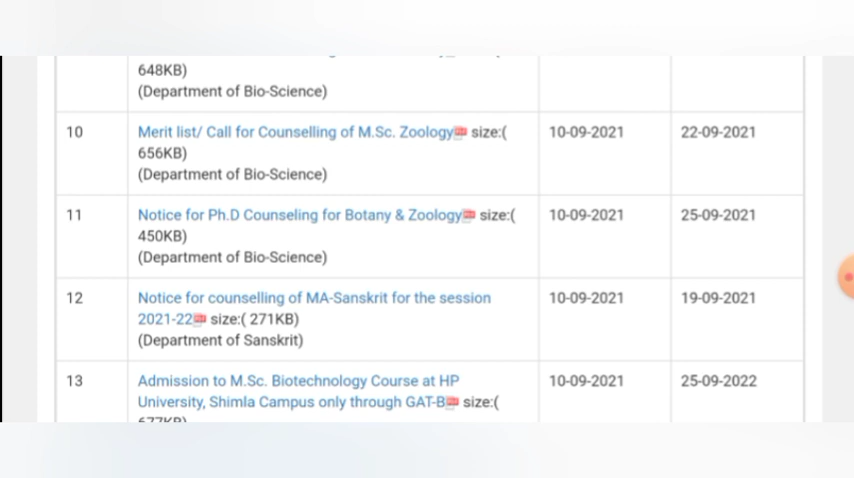 648KB)
(Department of Bio-Science)
10 Merit list/ Call for Counselling of M.Sc. Zoology size:( 10-09-2021 22-09-2021
656KB)
(Department of Bio-Science)
11 Notice for Ph.D Counseling for Botany & Zoology size:( 10-09-2021 25-09-2021
450KB)
(Department of Bio-Science)
12 Notice for counselling of MA-Sanskrit for the session 10-09-2021 19-09-2021
2021-22 size:( 271KB)
(Department of Sanskrit)
13 Admission to M.Sc. Biotechnology Course at HP 10-09-2021 25-09-2022
University, Shimla Campus only through GAT-B size:(
677KB)